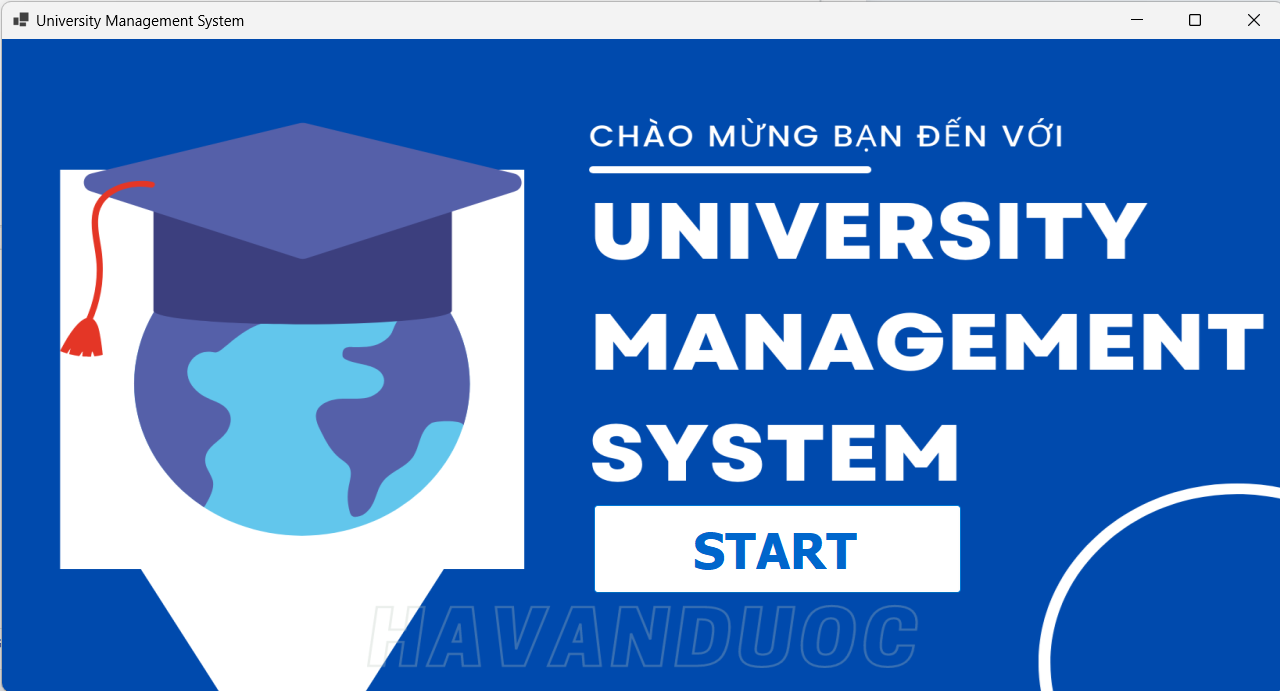 University Management System
CHÀO MỪNG BẠN ĐẾN VỚI
UNIVERSITY
MANAGEMENT
SYSTEM
START
HAVANDUOC